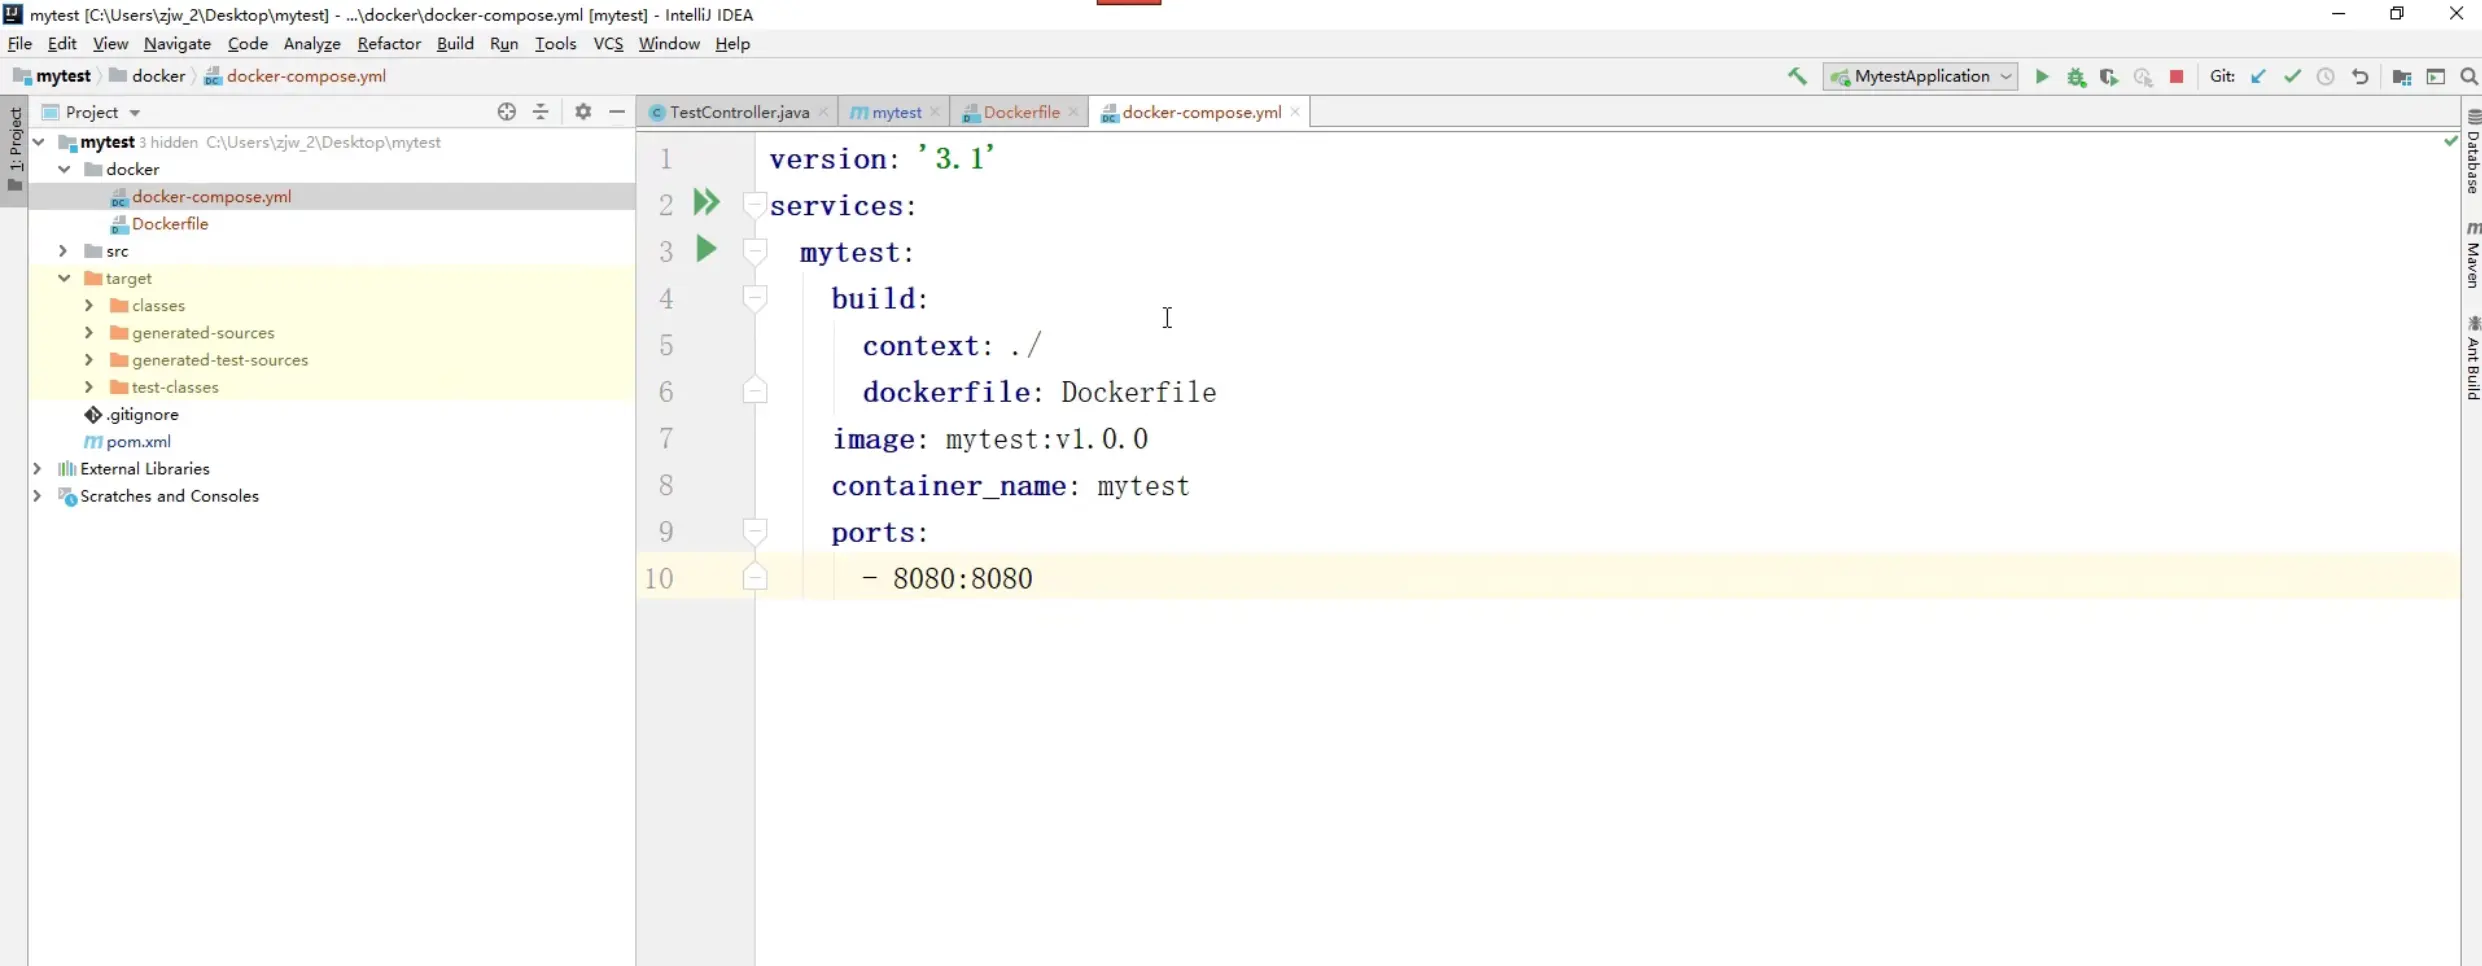 mytest [C:\Users\zjw_2\Desktop\mytest] - ...\docker\docker-compose.yml [mytest] - IntelliJ IDEA
File Edit View Navigate Code Analyze Refactor Build Run Tools VCS Window Help
mytest docker docker-compose.yml MytestApplication Git:
1: Project
Project
mytest 3 hidden C:\Users\zjw_2\Desktop\mytest
docker
docker-compose.yml
Dockerfile
src
target
classes
generated-sources
generated-test-sources
test-classes
.gitignore
pom.xml
External Libraries
Scratches and Consoles
TestController.java mytest Dockerfile docker-compose.yml
1 version: '3.1'
2 services:
3 mytest:
4 build:
5 context: ./
6 dockerfile: Dockerfile
7 image: mytest:v1.0.0
8 container_name: mytest
9 ports:
10 - 8080:8080
Database
Maven
Ant Build